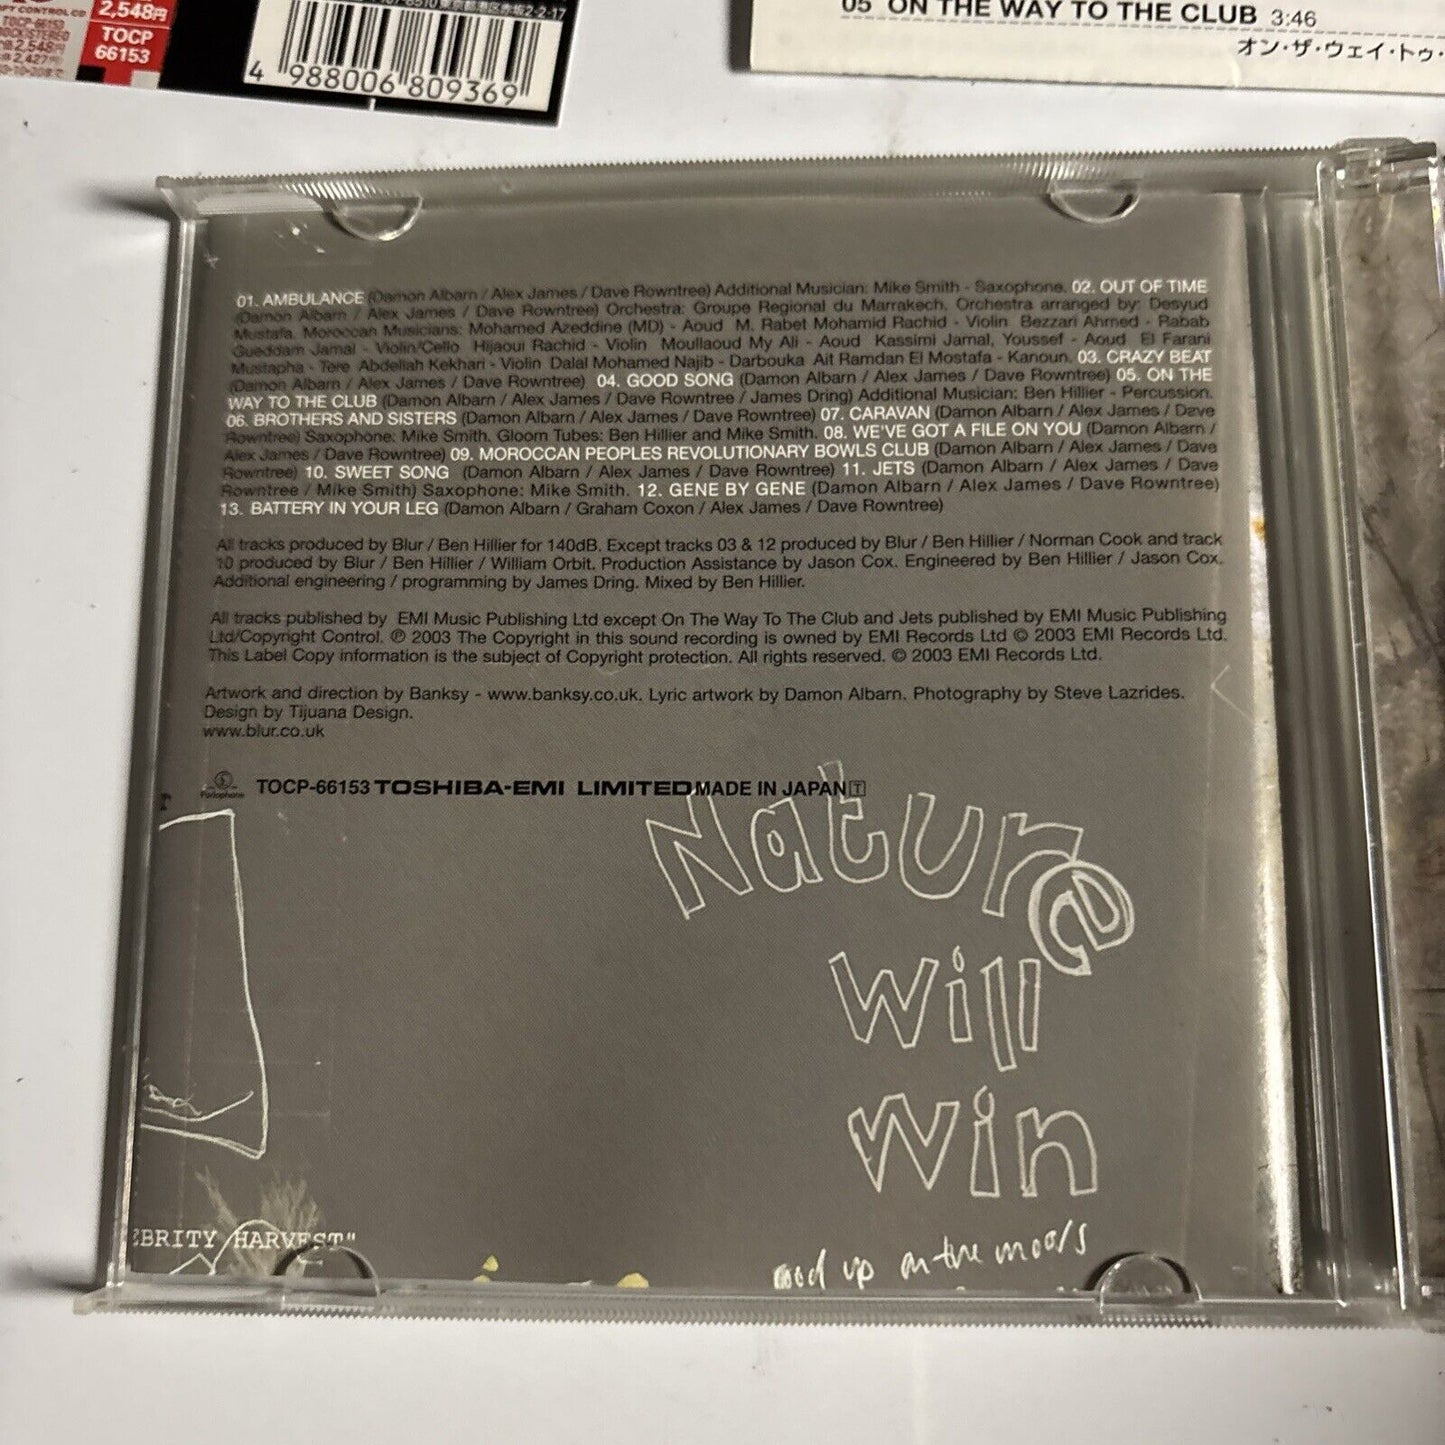 2,548円
TOCP
66153
4 988006 809369
05 ON THE WAY TO THE CLUB 3:46
オン・ザ・ウェイ・トゥ・
01. AMBULANCE (Damon Albarn / Alex James / Dave Rowntree) Additional Musician: Mike Smith - Saxophone. 02. OUT OF TIME
(Damon Albarn / Alex James / Dave Rowntree) Orchestra: Groupe Regional du Marrakech. Orchestra arranged by: Desyud
Mustafa. Moroccan Musicians: Mohamed Azeddine (MD) - Aoud M. Rabet Mohamid Rachid - Violin Bezzari Ahmed - Rabab
Gueddam Jamal - Violin/Cello Hijaoui Rachid - Violin Moullaoud My Ali - Aoud Kassimi Jamal, Youssef - Aoud El Farani
Mustapha - Tere Abdellah Kekhari - Violin Dalal Mohamed Najib - Darbouka Ait Ramdan El Mostafa - Kanoun. 03. CRAZY BEAT
(Damon Albarn / Alex James / Dave Rowntree) 04. GOOD SONG (Damon Albarn / Alex James / Dave Rowntree) 05. ON THE
WAY TO THE CLUB (Damon Albarn / Alex James / Dave Rowntree / James Dring) Additional Musician: Ben Hillier - Percussion.
06. BROTHERS AND SISTERS (Damon Albarn / Alex James / Dave Rowntree) 07. CARAVAN (Damon Albarn / Alex James / Dave
Rowntree) Saxophone: Mike Smith. Gloom Tubes: Ben Hillier and Mike Smith. 08. WE'VE GOT A FILE ON YOU (Damon Albarn /
Alex James / Dave Rowntree) 09. MOROCCAN PEOPLES REVOLUTIONARY BOWLS CLUB (Damon Albarn / Alex James / Dave
Rowntree) 10. SWEET SONG (Damon Albarn / Alex James / Dave Rowntree) 11. JETS (Damon Albarn / Alex James / Dave
Rowntree / Mike Smith) Saxophone: Mike Smith. 12. GENE BY GENE (Damon Albarn / Alex James / Dave Rowntree)
13. BATTERY IN YOUR LEG (Damon Albarn / Graham Coxon / Alex James / Dave Rowntree)
All tracks produced by Blur / Ben Hillier for 140dB. Except tracks 03 & 12 produced by Blur / Ben Hillier / Norman Cook and track
10 produced by Blur / Ben Hillier / William Orbit. Production Assistance by Jason Cox. Engineered by Ben Hillier / Jason Cox.
Additional engineering / programming by James Dring. Mixed by Ben Hillier.
All tracks published by EMI Music Publishing Ltd except On The Way To The Club and Jets published by EMI Music Publishing
Ltd/Copyright Control. ℗ 2003 The Copyright in this sound recording is owned by EMI Records Ltd © 2003 EMI Records Ltd.
This Label Copy information is the subject of Copyright protection. All rights reserved. © 2003 EMI Records Ltd.
Artwork and direction by Banksy - www.banksy.co.uk. Lyric artwork by Damon Albarn. Photography by Steve Lazrides.
Design by Tijuana Design.
www.blur.co.uk
Parlophone TOCP-66153 TOSHIBA-EMI LIMITED MADE IN JAPAN T
Nature
will
win
EBRITY HARVEST"
up on the moors